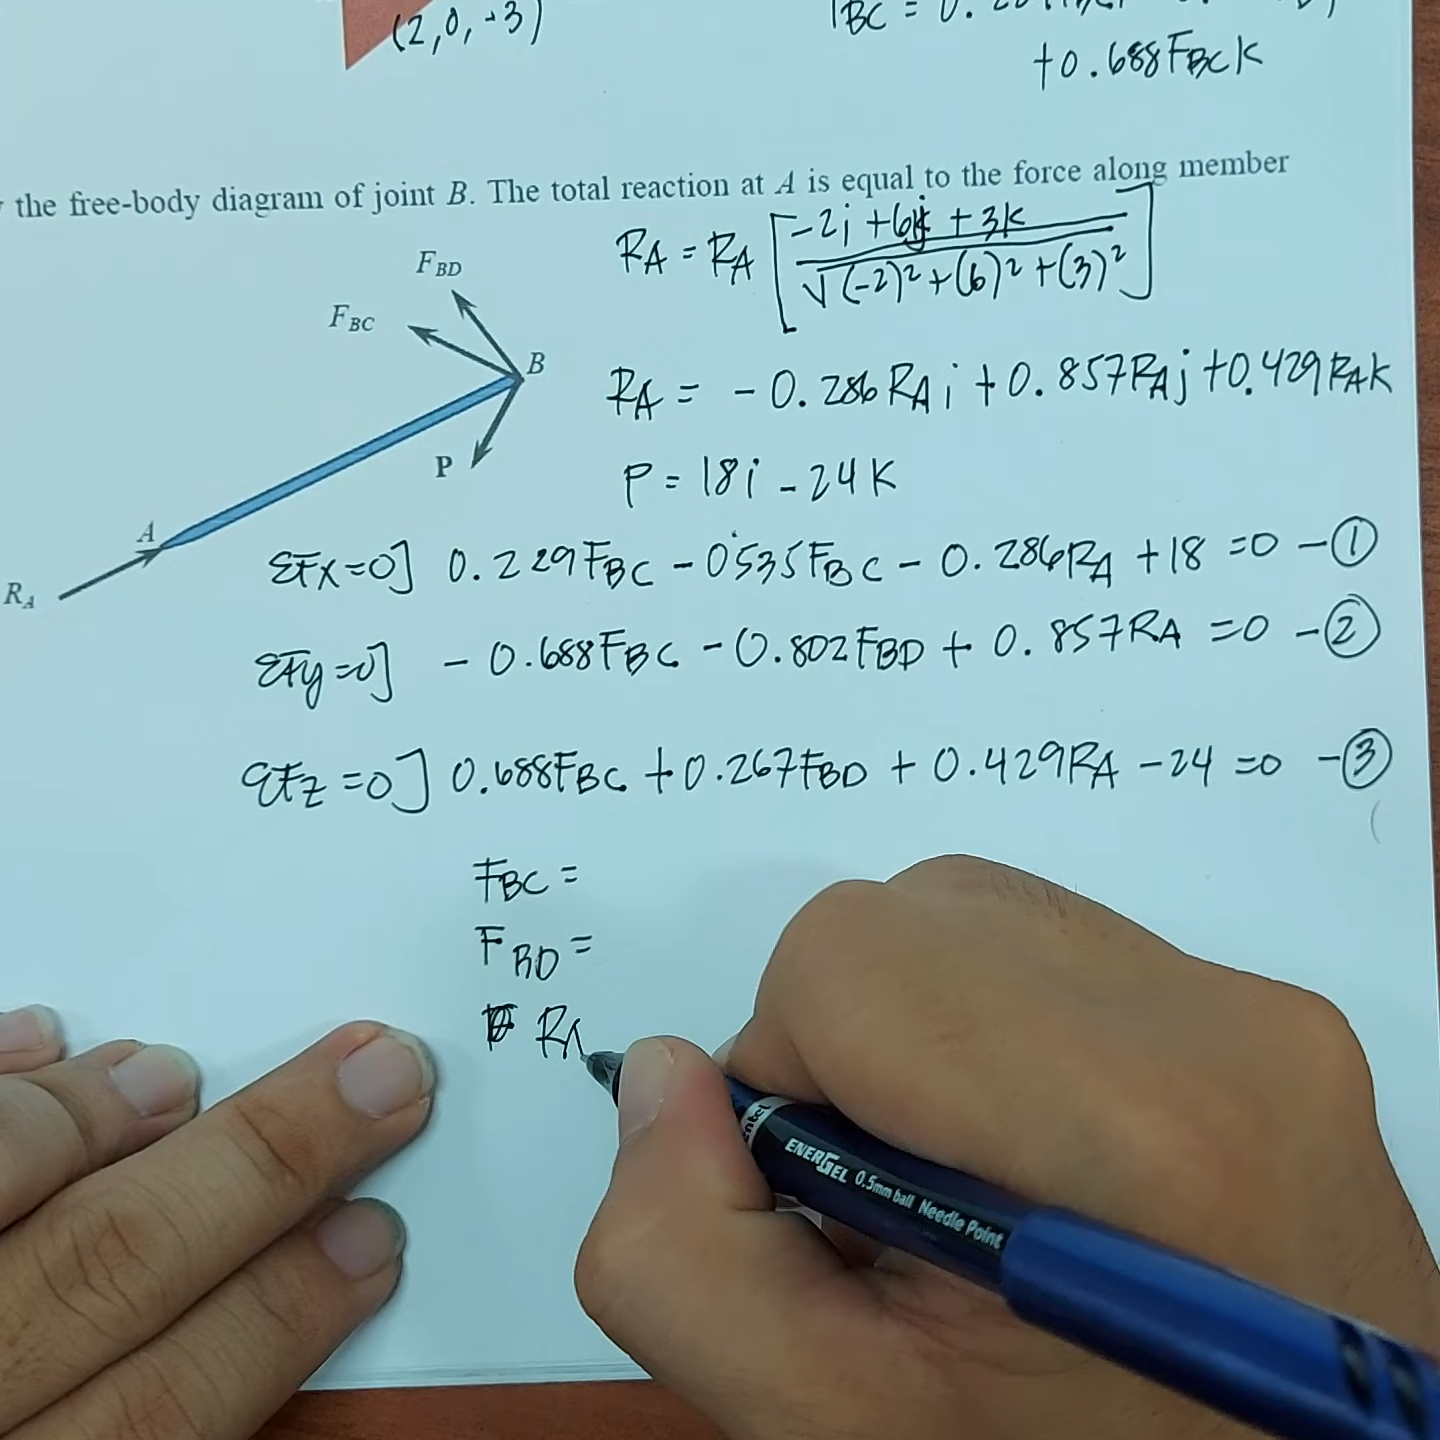 (2,0,-3)
BC = 0.
+0.688FBCK
the free-body diagram of joint B. The total reaction at A is equal to the force along member
RA = RA [-2i + 6j + 3k / √(-2)² + (6)² + (3)²]
FBD
FBC
B
RA = -0.286RAi + 0.857RAj + 0.429RAK
P
P = 18i - 24K
A
RA
ΣFx=0] 0.229FBC - 0.535FBC - 0.286RA + 18 = 0 - ①
ΣFy=0] - 0.688FBC - 0.802FBD + 0.857RA = 0 - ②
ΣFz=0] 0.688FBC + 0.267FBD + 0.429RA - 24 = 0 - ③
FBC =
FBD =
RA
ENERGEL 0.5mm ball Needle Point